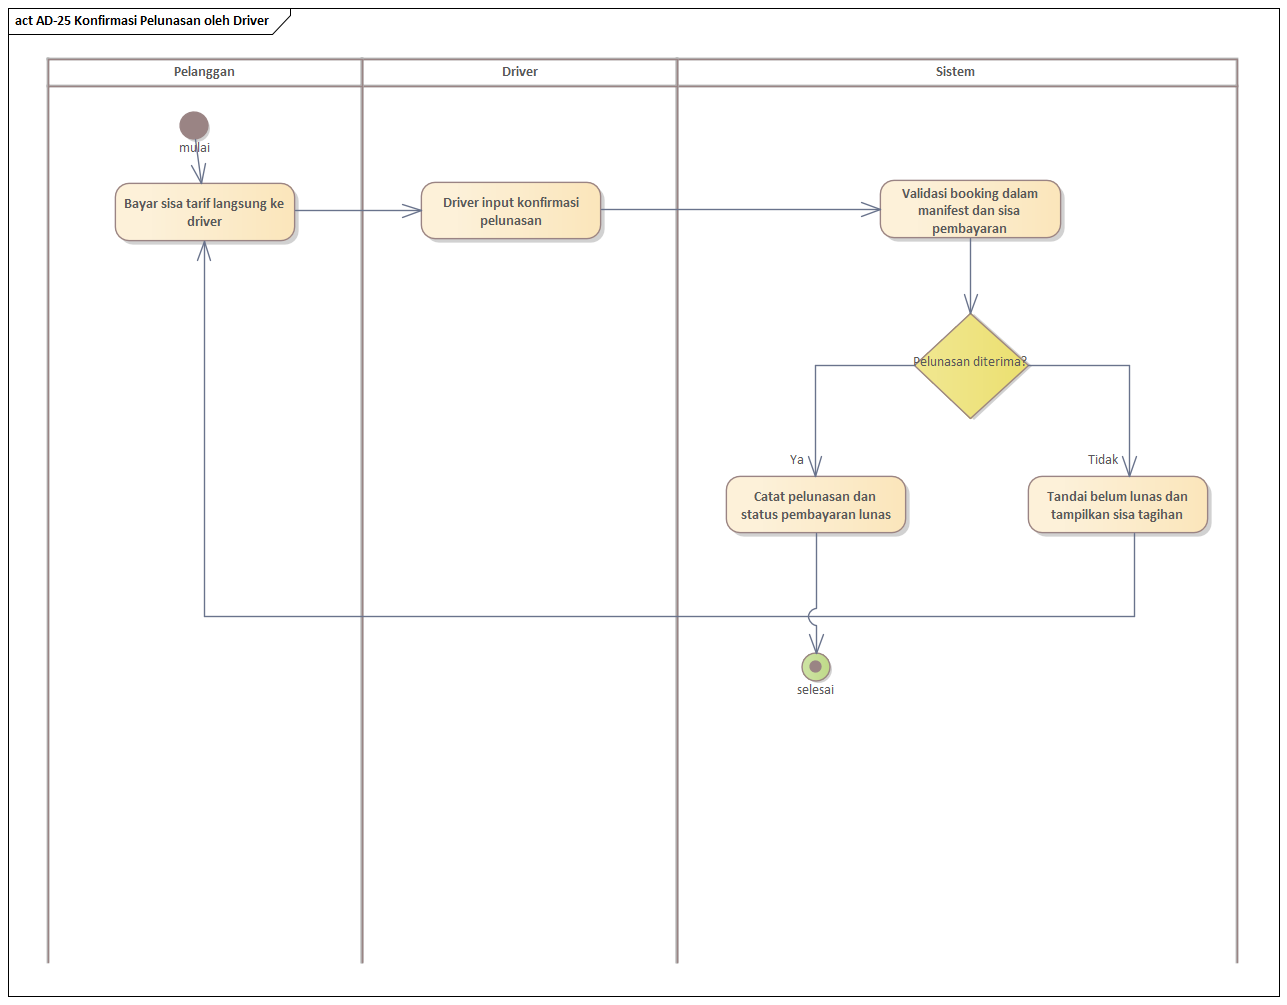 act AD-25 Konfirmasi Pelunasan oleh Driver
Pelanggan
Driver
Sistem
mulai
Bayar sisa tarif langsung ke
driver
Driver input konfirmasi
pelunasan
Validasi booking dalam
manifest dan sisa
pembayaran
Pelunasan diterima?
Ya
Tidak
Catat pelunasan dan
status pembayaran lunas
Tandai belum lunas dan
tampilkan sisa tagihan
selesai